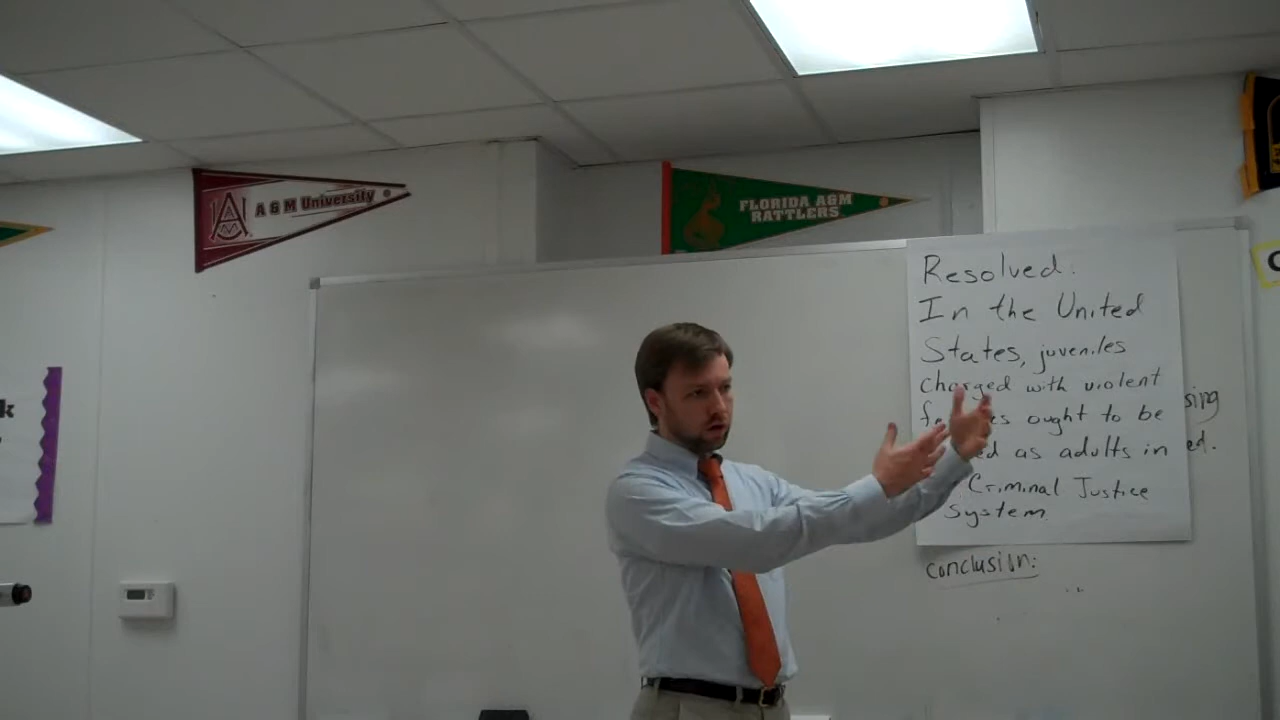 A & M University
FLORIDA A&M
RATTLERS
Resolved:
In the United
States, juveniles
charged with violent
ought to be
as adults in
Criminal Justice
System.
conclusion: